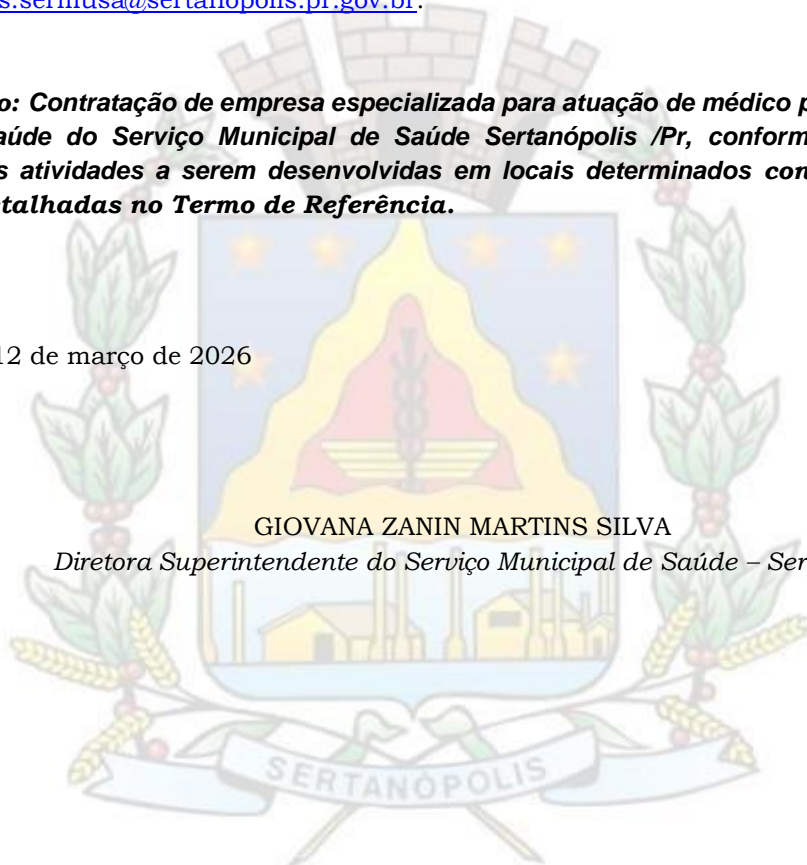 s.sermusa@sertanopolis.pr.gov.br.
o: Contratação de empresa especializada para atuação de médico p
aúde do Serviço Municipal de Saúde Sertanópolis /Pr, conform
s atividades a serem desenvolvidas em locais determinados con
talhadas no Termo de Referência.
12 de março de 2026
GIOVANA ZANIN MARTINS SILVA
Diretora Superintendente do Serviço Municipal de Saúde – Ser
SERTANÓPOLIS